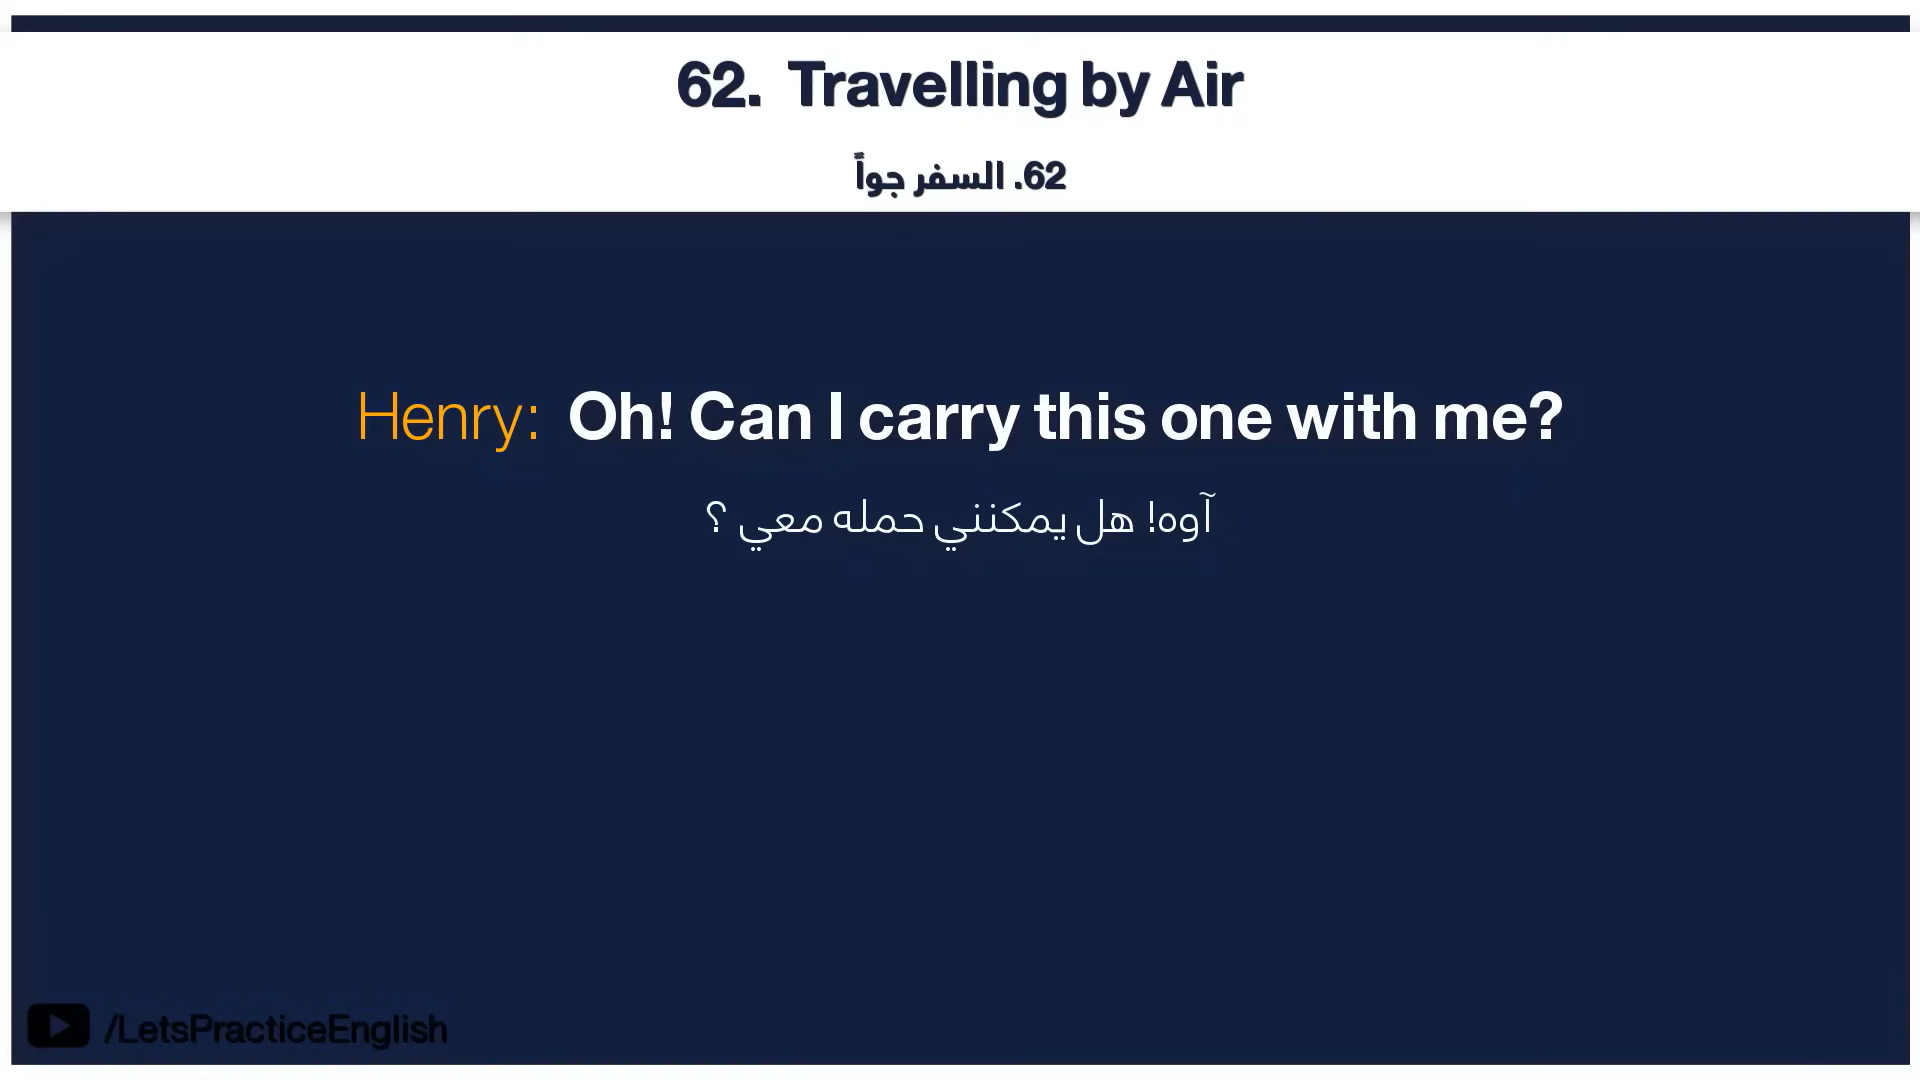 62. Travelling by Air
62. السفر جواً
Henry: Oh! Can I carry this one with me?
آوه! هل يمكنني حمله معي ؟
/LetsPracticeEnglish